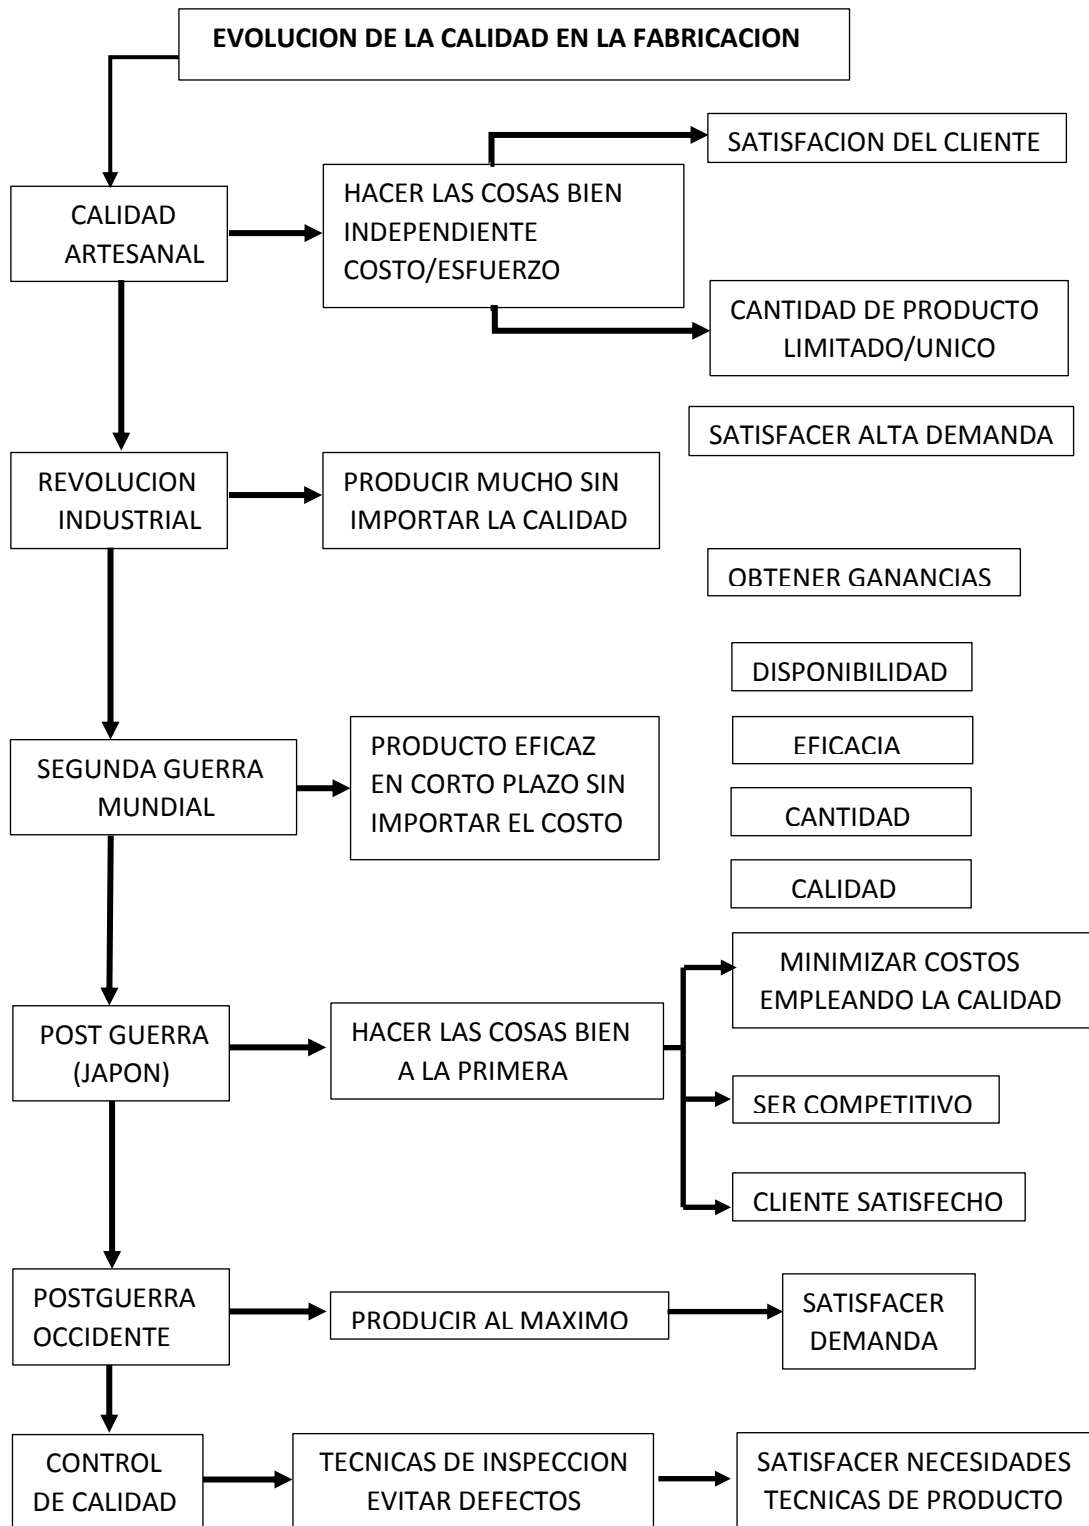 EVOLUCION DE LA CALIDAD EN LA FABRICACION
SATISFACION DEL CLIENTE
CALIDAD
ARTESANAL
HACER LAS COSAS BIEN
INDEPENDIENTE
COSTO/ESFUERZO
CANTIDAD DE PRODUCTO
LIMITADO/UNICO
SATISFACER ALTA DEMANDA
REVOLUCION
INDUSTRIAL
PRODUCIR MUCHO SIN
IMPORTAR LA CALIDAD
OBTENER GANANCIAS
DISPONIBILIDAD
SEGUNDA GUERRA
MUNDIAL
PRODUCTO EFICAZ
EN CORTO PLAZO SIN
IMPORTAR EL COSTO
EFICACIA
CANTIDAD
CALIDAD
POST GUERRA
(JAPON)
HACER LAS COSAS BIEN
A LA PRIMERA
MINIMIZAR COSTOS
EMPLEANDO LA CALIDAD
SER COMPETITIVO
CLIENTE SATISFECHO
POSTGUERRA
OCCIDENTE
PRODUCIR AL MAXIMO
SATISFACER
DEMANDA
CONTROL
DE CALIDAD
TECNICAS DE INSPECCION
EVITAR DEFECTOS
SATISFACER NECESIDADES
TECNICAS DE PRODUCTO